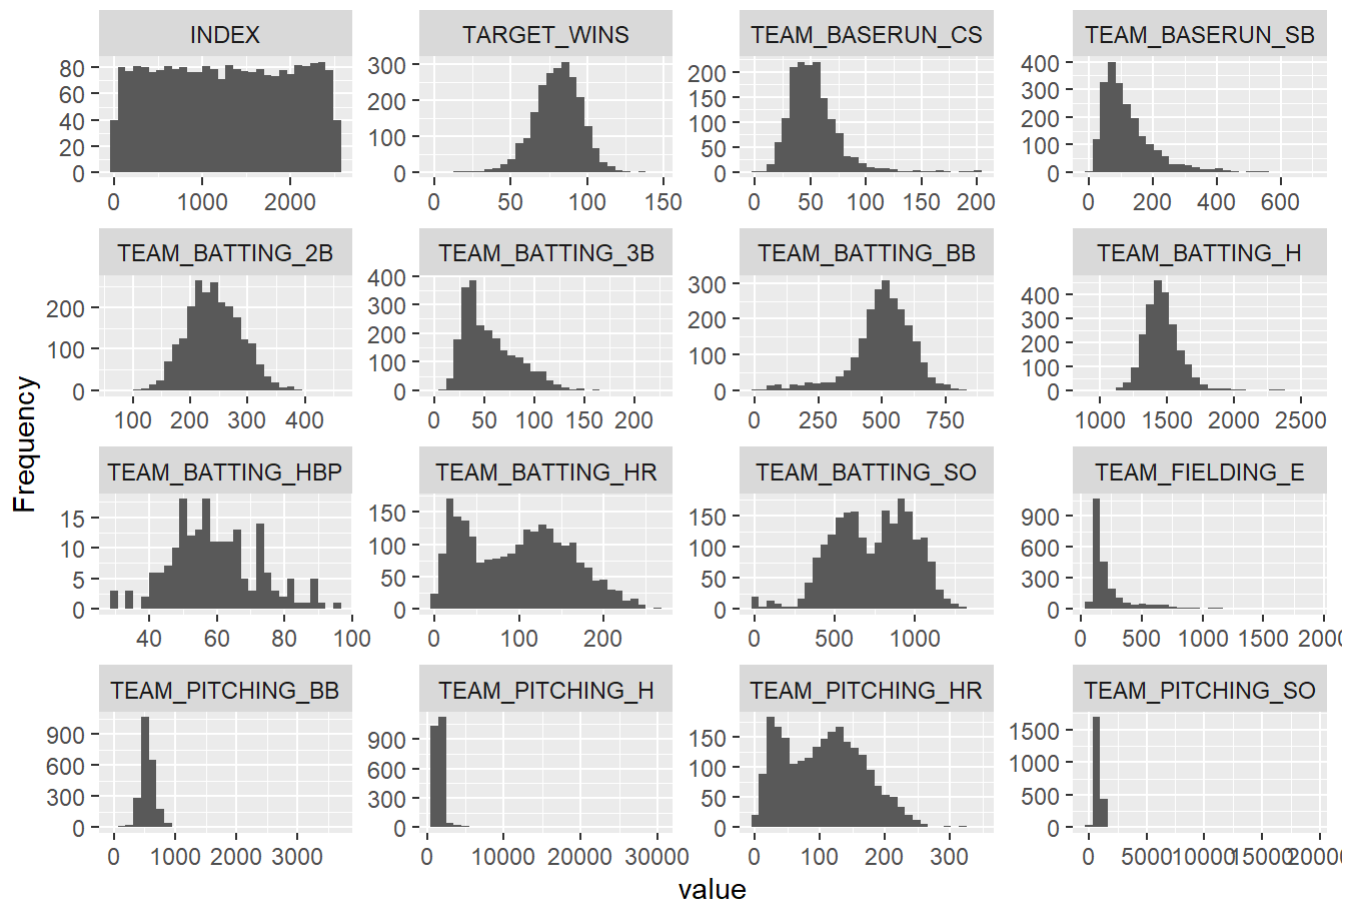 INDEX TARGET_WINS TEAM_BASERUN_CS TEAM_BASERUN_SB
80 60 40 20 0
300 200 100 0
200 150 100 50 0
400 300 200 100 0
0 1000 2000
0 50 100 150
0 50 100 150 200
0 200 400 600
TEAM_BATTING_2B TEAM_BATTING_3B TEAM_BATTING_BB TEAM_BATTING_H
200 100 0
400 300 200 100 0
300 200 100 0
400 300 200 100 0
100 200 300 400
0 50 100 150 200
0 250 500 750
1000 1500 2000 2500
Frequency
TEAM_BATTING_HBP TEAM_BATTING_HR TEAM_BATTING_SO TEAM_FIELDING_E
15 10 5 0
150 100 50 0
150 100 50 0
900 600 300 0
40 60 80 100
0 100 200
0 500 1000
0 500 1000 1500 200
TEAM_PITCHING_BB TEAM_PITCHING_H TEAM_PITCHING_HR TEAM_PITCHING_SO
900 600 300 0
900 600 300 0
150 100 50 0
1500 1000 500 0
0 1000 2000 3000
0 10000 20000 30000
0 100 200 300
0 5000 10000 15000 2000
value